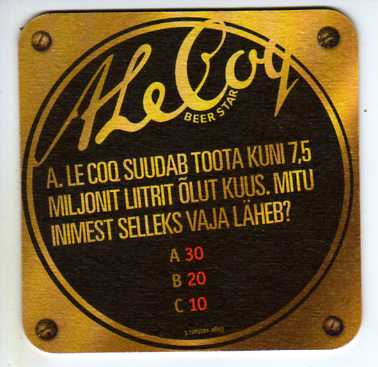 A Le Coq
BEER STAR
A. LE COQ SUUDAB TOOTA KUNI 7,5
MILJONIT LIITRIT ÕLUT KUUS. MITU
INIMEST SELLEKS VAJA LÄHEB?
A 30
B 20
C 10